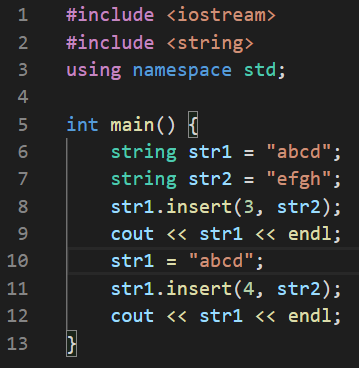 1 #include <iostream>
2 #include <string>
3 using namespace std;
4
5 int main() {
6     string str1 = "abcd";
7     string str2 = "efgh";
8     str1.insert(3, str2);
9     cout << str1 << endl;
10     str1 = "abcd";
11     str1.insert(4, str2);
12     cout << str1 << endl;
13 }